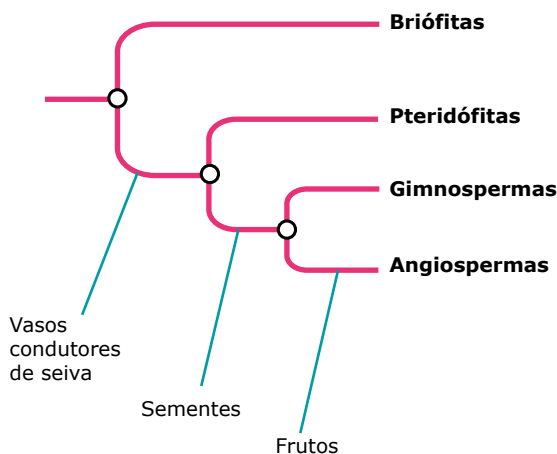 Briófitas
Pteridófitas
Gimnospermas
Angiospermas
Vasos
condutores
de seiva
Sementes
Frutos